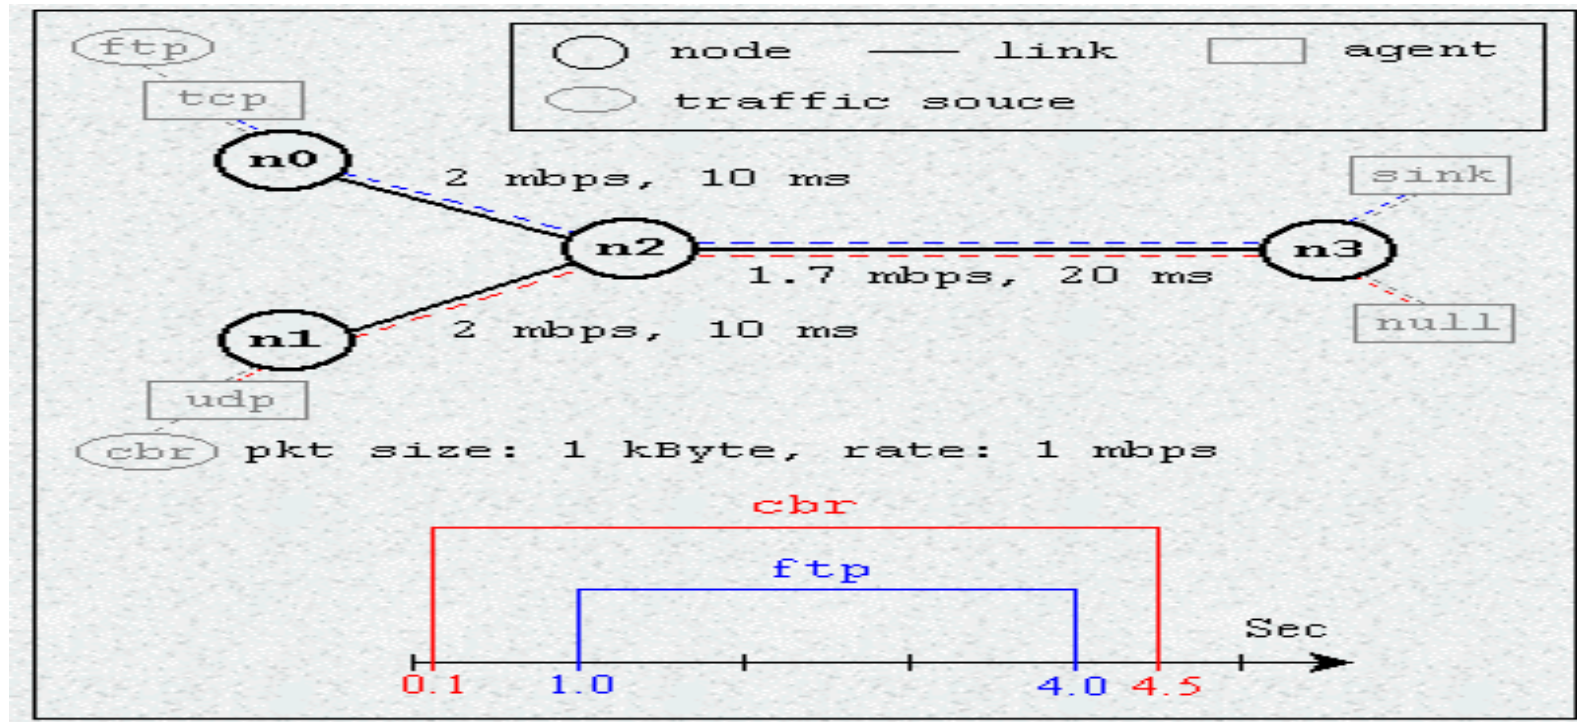 ftp
node link agent
traffic souce
tcp
n0
2 mbps, 10 ms
sink
n2
n3
1.7 mbps, 20 ms
n1
2 mbps, 10 ms
null
udp
cbr pkt size: 1 kByte, rate: 1 mbps
cbr
ftp
Sec
0.1 1.0 4.0 4.5